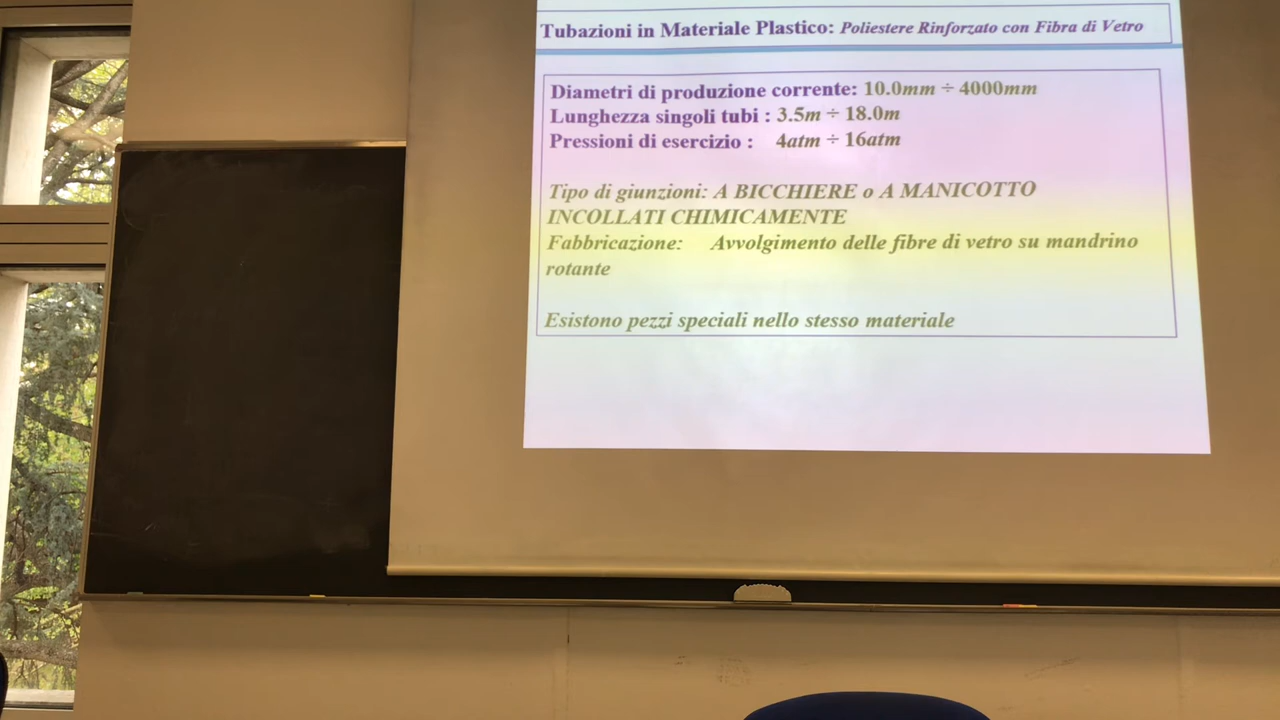 Tubazioni in Materiale Plastico: Poliestere Rinforzato con Fibra di Vetro
Diametri di produzione corrente: 10.0mm ÷ 4000mm
Lunghezza singoli tubi : 3.5m ÷ 18.0m
Pressioni di esercizio : 4atm ÷ 16atm
Tipo di giunzioni: A BICCHIERE o A MANICOTTO
INCOLLATI CHIMICAMENTE
Fabbricazione: Avvolgimento delle fibre di vetro su mandrino
rotante
Esistono pezzi speciali nello stesso materiale